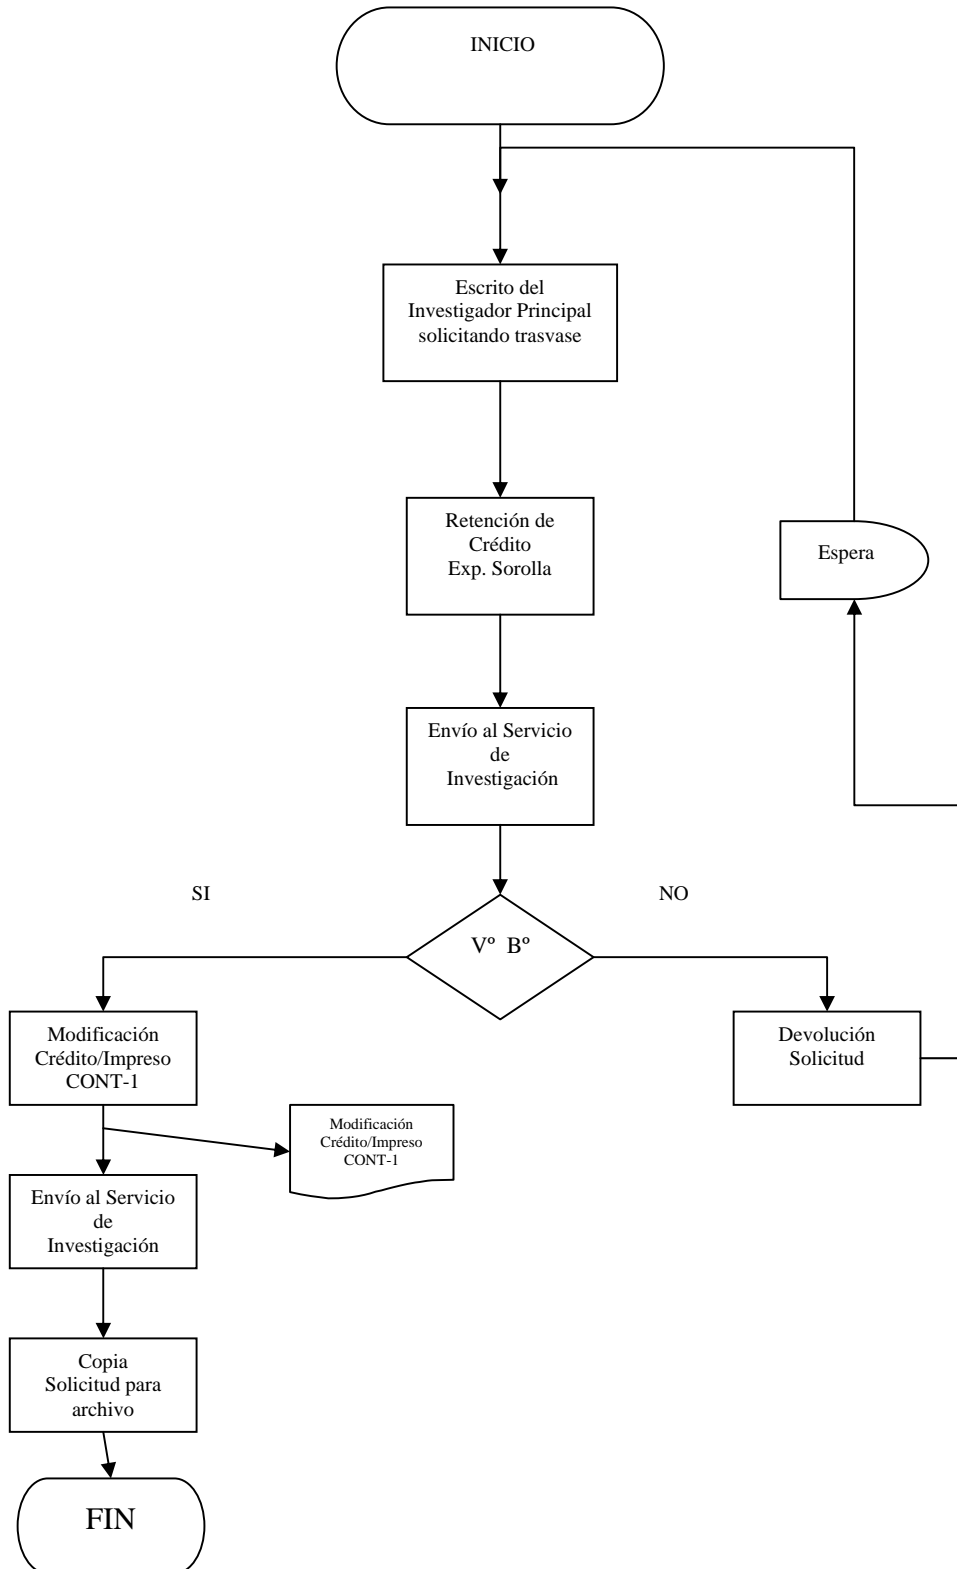 INICIO
Escrito del
Investigador Principal
solicitando trasvase
Retención de
Crédito
Exp. Sorolla
Espera
Envío al Servicio
de
Investigación
SI
NO
Vº Bº
Modificación
Crédito/Impreso
CONT-1
Devolución
Solicitud
Modificación
Crédito/Impreso
CONT-1
Envío al Servicio
de
Investigación
Copia
Solicitud para
archivo
FIN